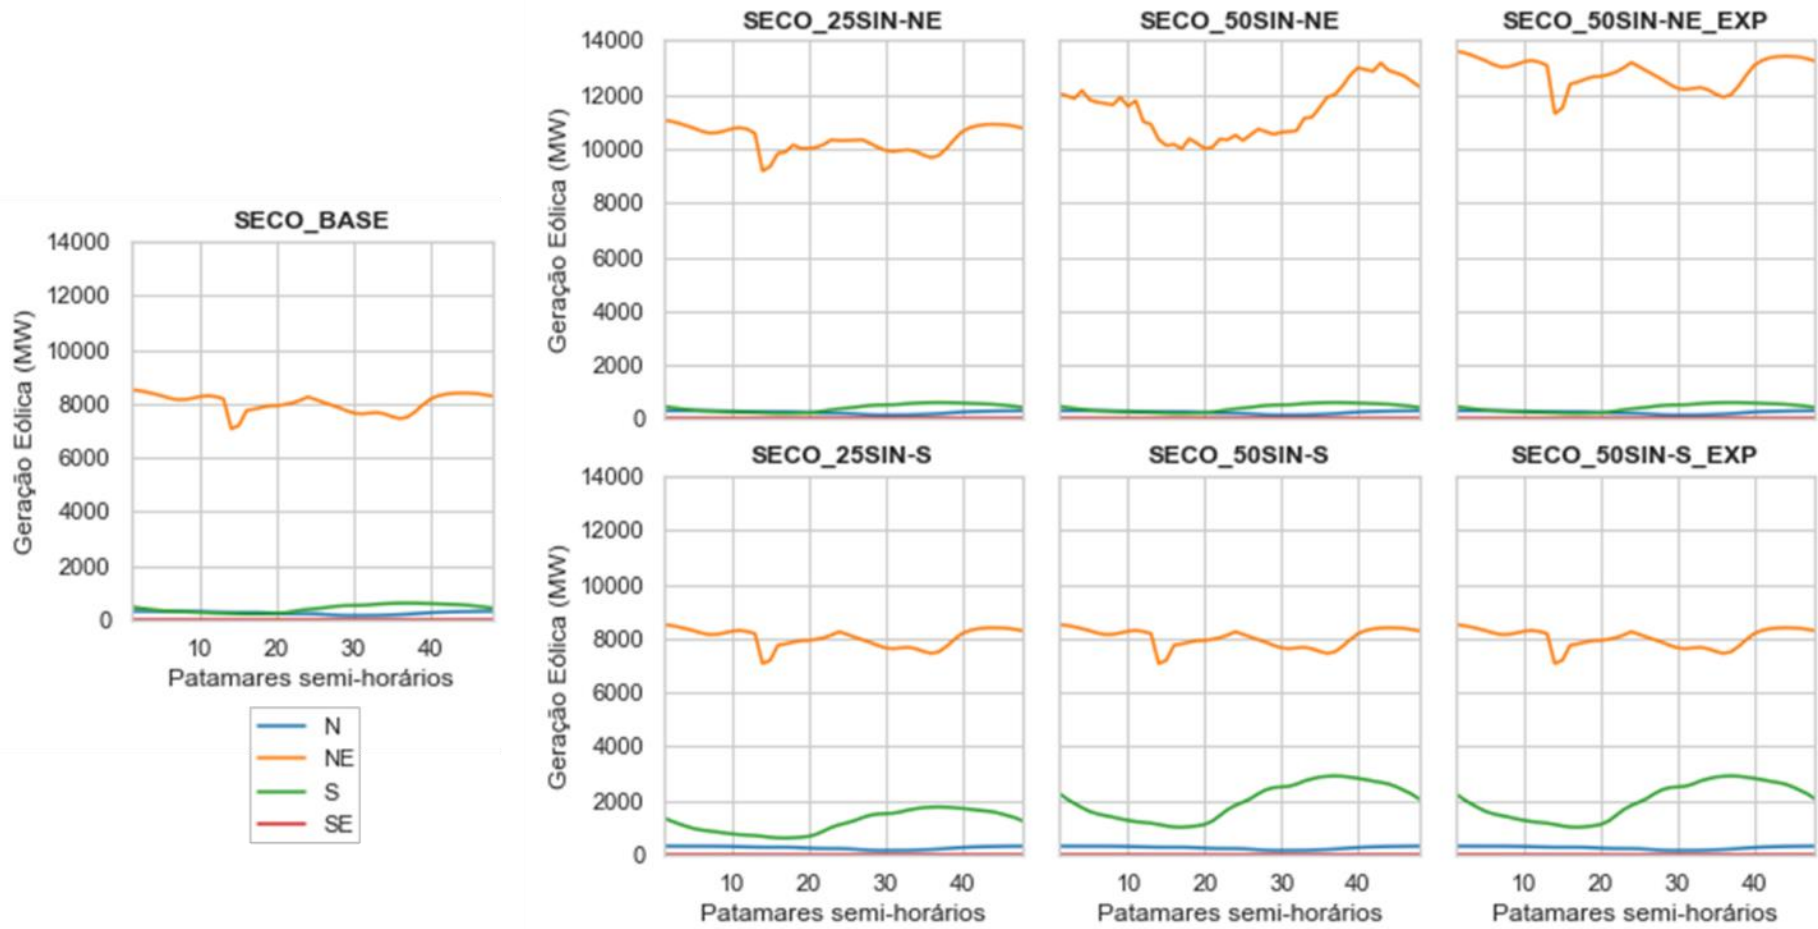 SECO_BASE
Geração Eólica (MW)
14000
12000
10000
8000
6000
4000
2000
0
10 20 30 40
Patamares semi-horários
N
NE
S
SE
SECO_25SIN-NE SECO_50SIN-NE SECO_50SIN-NE_EXP
Geração Eólica (MW)
14000
12000
10000
8000
6000
4000
2000
0
SECO_25SIN-S SECO_50SIN-S SECO_50SIN-S_EXP
Geração Eólica (MW)
14000
12000
10000
8000
6000
4000
2000
0
10 20 30 40 10 20 30 40 10 20 30 40
Patamares semi-horários Patamares semi-horários Patamares semi-horários